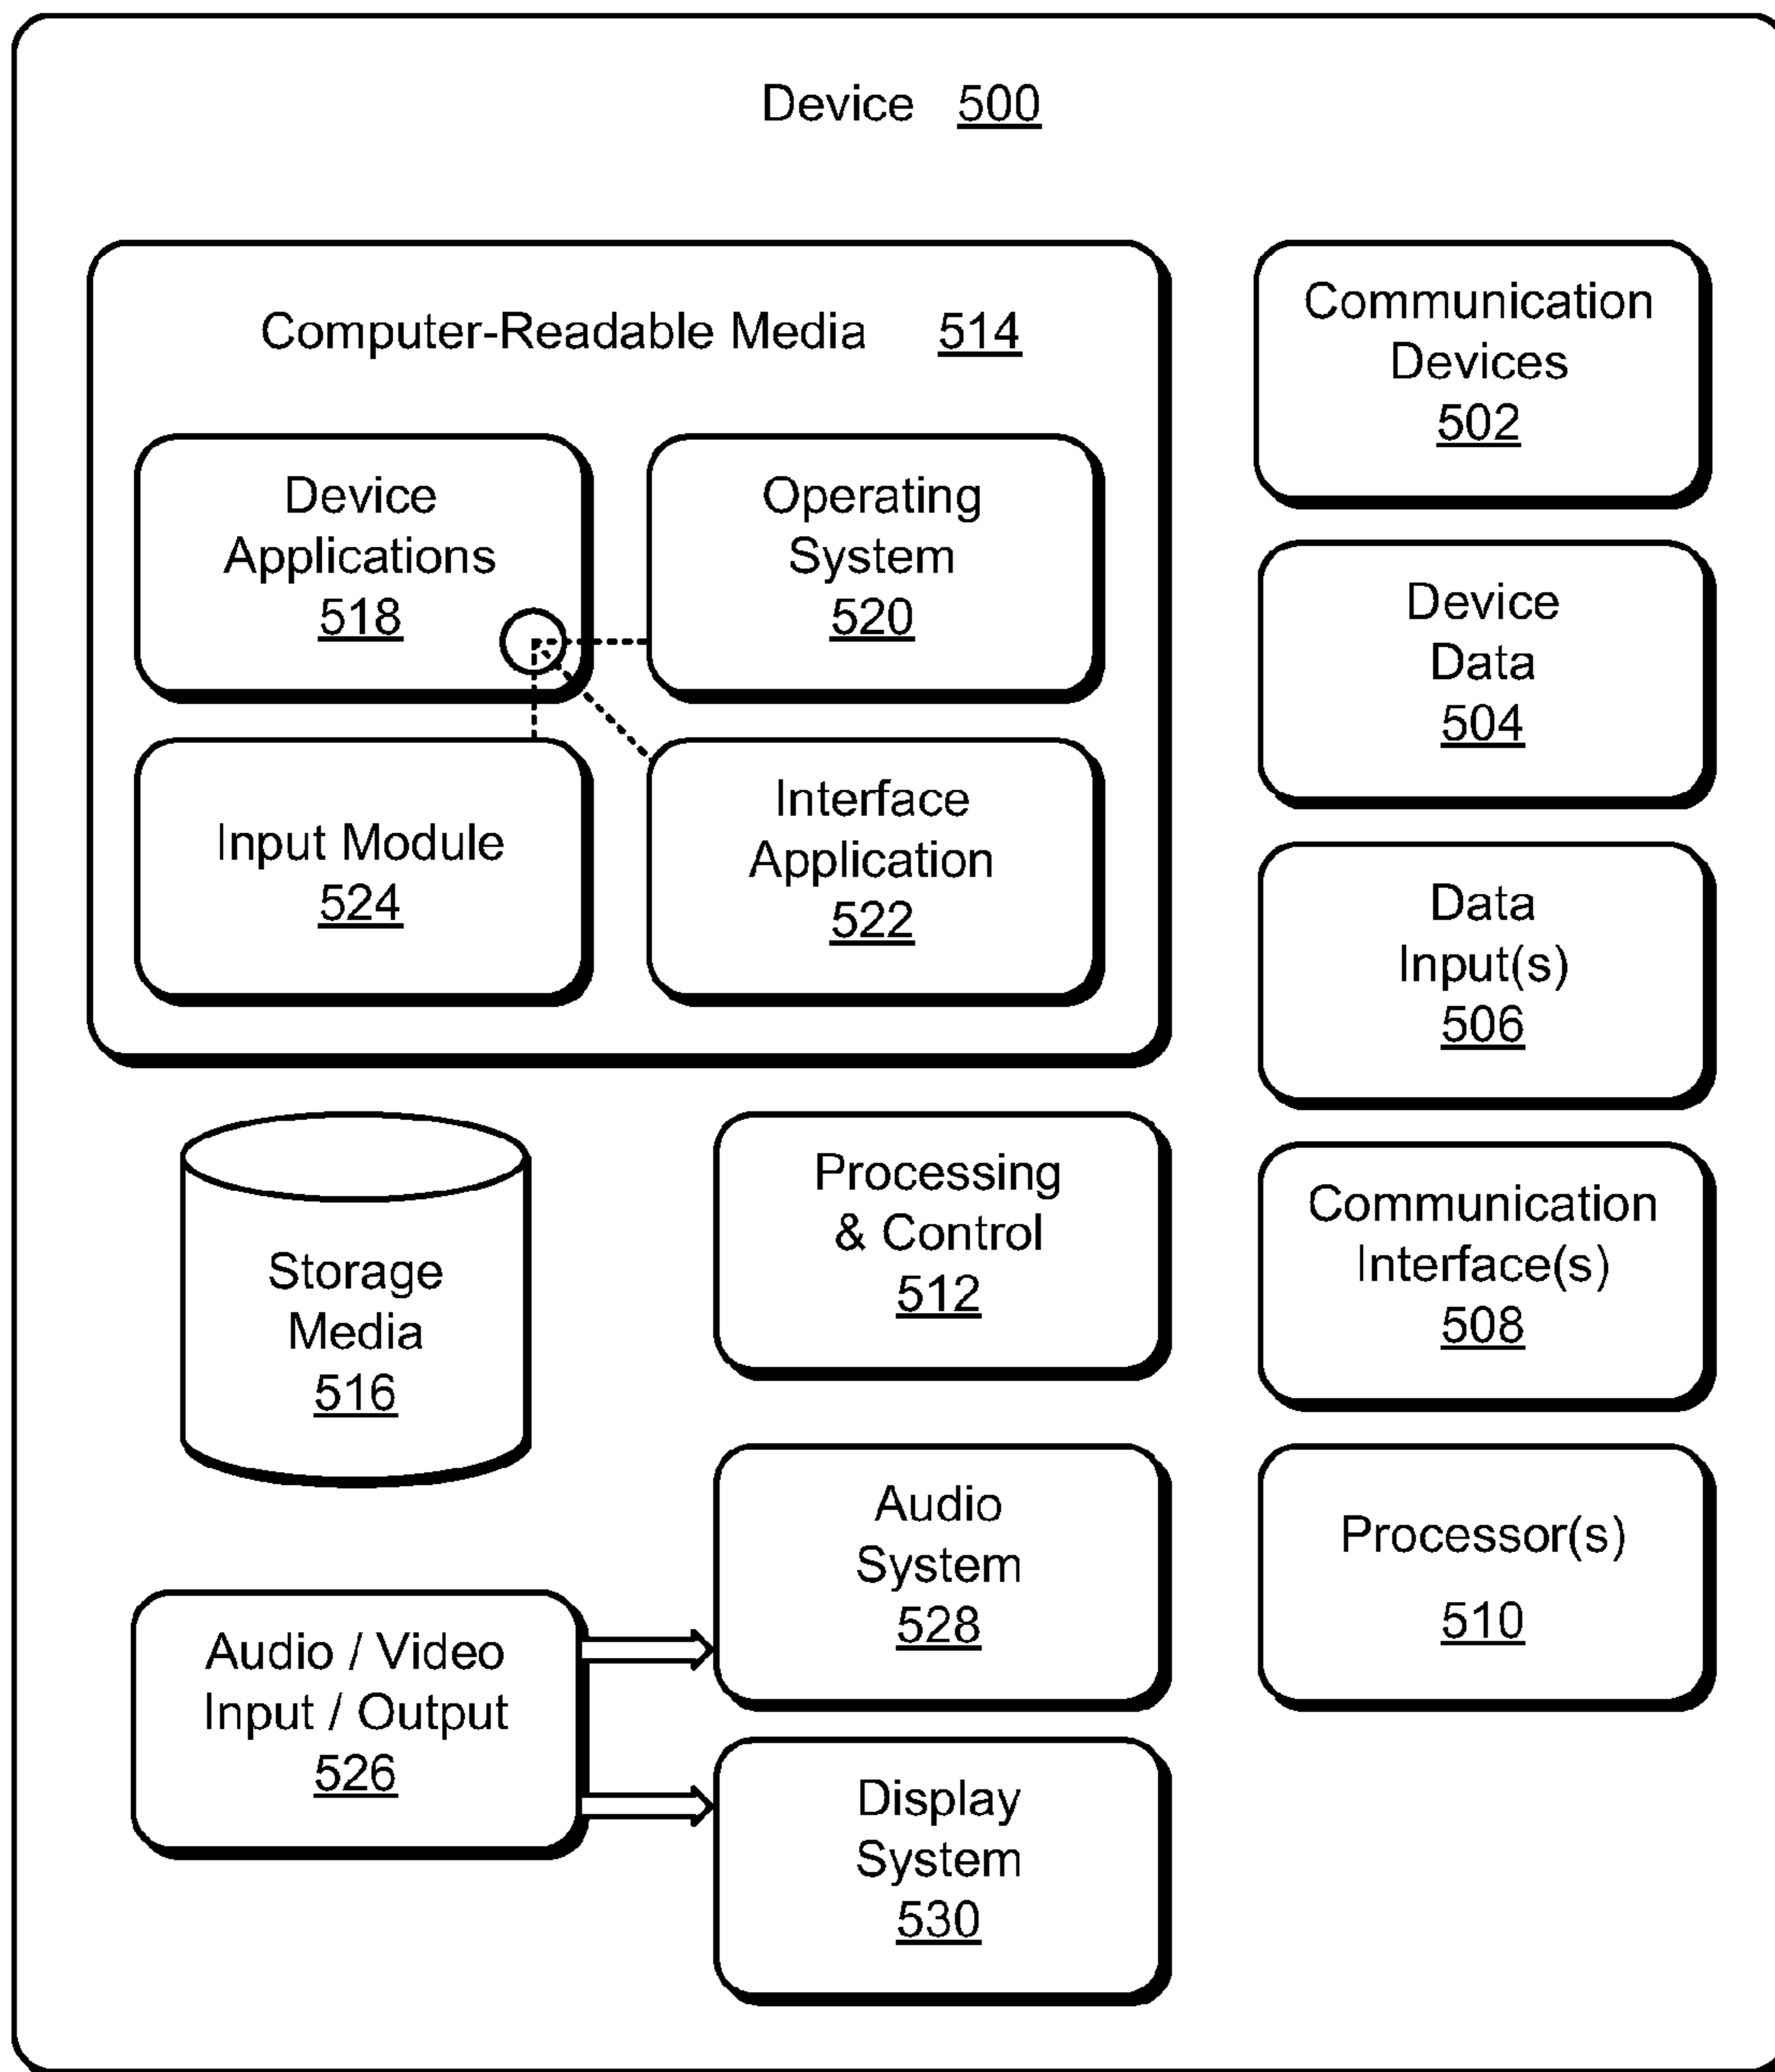 Device 500
Computer-Readable Media 514
Device
Applications
518
Operating
System
520
Input Module
524
Interface
Application
522
Communication
Devices
502
Device
Data
504
Data
Input(s)
506
Communication
Interface(s)
508
Processor(s)
510
Storage
Media
516
Processing
& Control
512
Audio / Video
Input / Output
526
Audio
System
528
Display
System
530